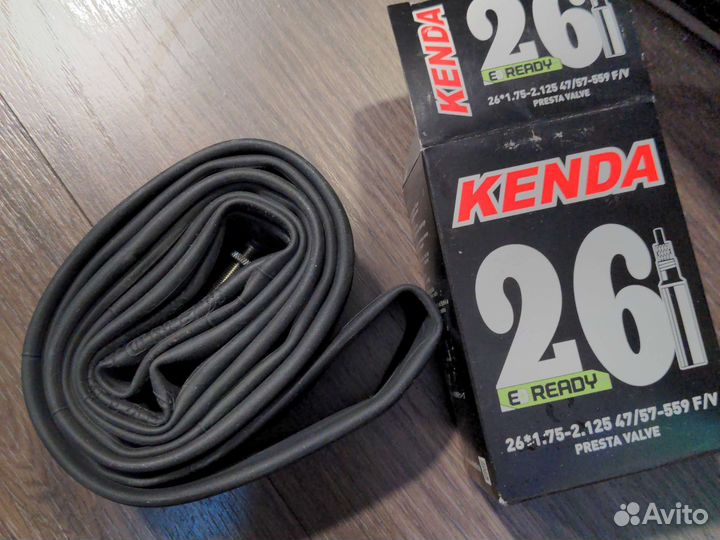 KENDA
26
E READY
26*1.75-2.125 47/57-559 F/V
PRESTA VALVE
KENDA
26
E READY
26*1.75-2.125 47/57-559 F/V
PRESTA VALVE
Avito